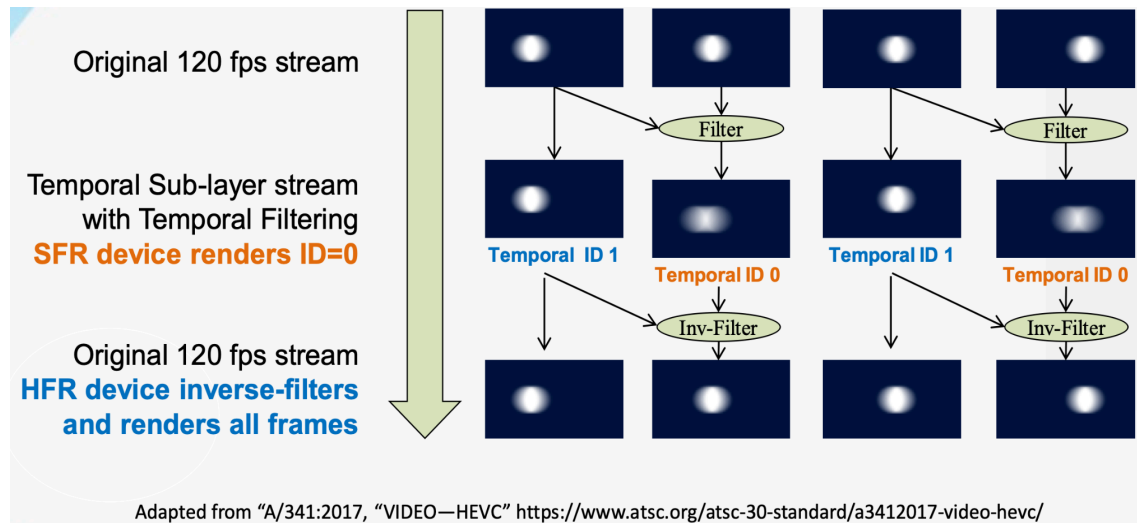 Original 120 fps stream
Filter
Filter
Temporal Sub-layer stream
with Temporal Filtering
SFR device renders ID=0
Temporal ID 1
Temporal ID 0
Temporal ID 1
Temporal ID 0
Inv-Filter
Inv-Filter
Original 120 fps stream
HFR device inverse-filters
and renders all frames
Adapted from “A/341:2017, “VIDEO—HEVC” https://www.atsc.org/atsc-30-standard/a3412017-video-hevc/